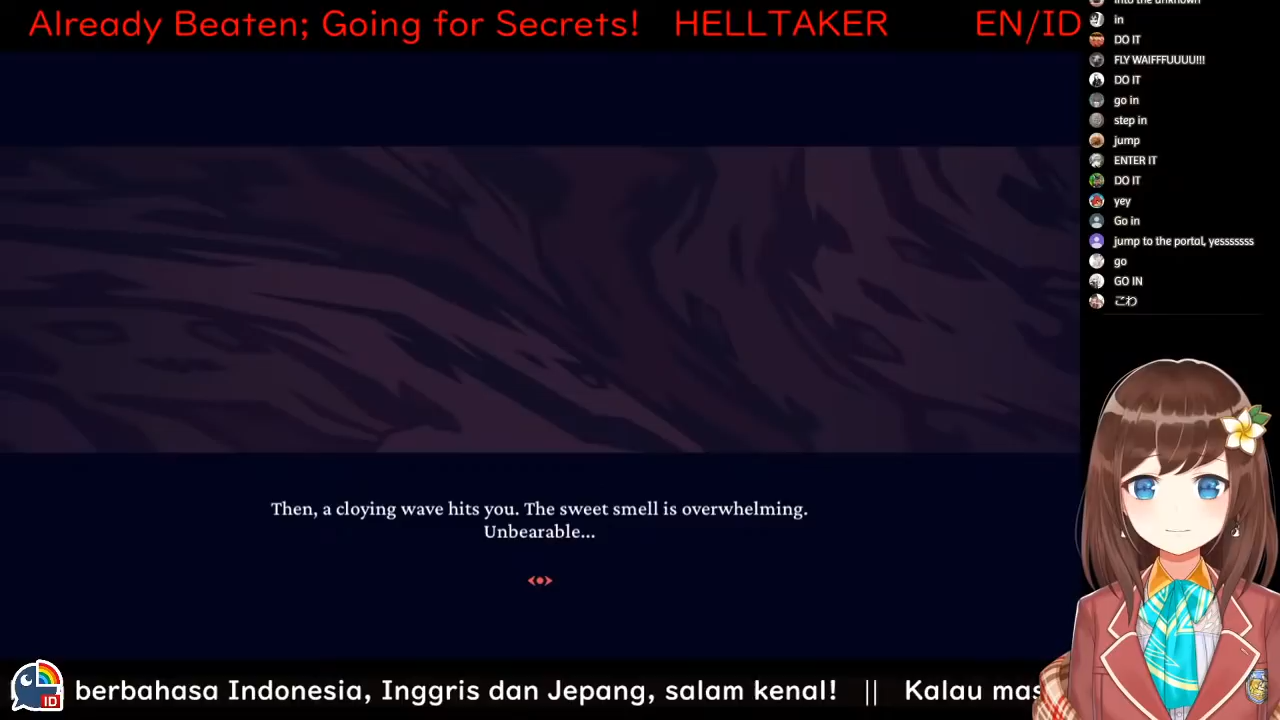 Already Beaten; Going for Secrets! HELLTAKER EN/ID
in
DO IT
FLY WAIFFFUUUU!!!
DO IT
go in
step in
jump
ENTER IT
DO IT
yey
Go in
jump to the portal, yesssssss
go
GO IN
こわ
Then, a cloying wave hits you. The sweet smell is overwhelming.
Unbearable...
ID
berbahasa Indonesia, Inggris dan Jepang, salam kenal! || Kalau mas